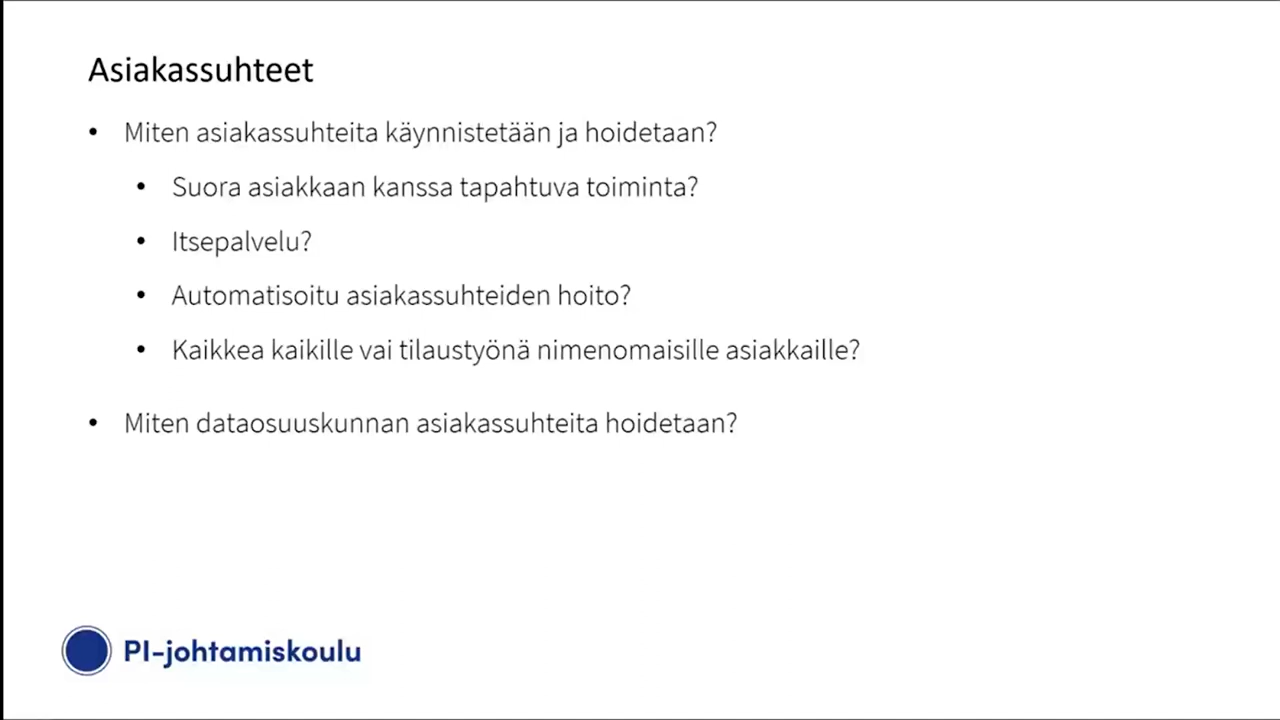 Asiakassuhteet
• Miten asiakassuhteita käynnistetään ja hoidetaan?
• Suora asiakkaan kanssa tapahtuva toiminta?
• Itsepalvelu?
• Automatisoitu asiakassuhteiden hoito?
• Kaikkea kaikille vai tilaustyönä nimenomaisille asiakkaille?
• Miten dataosuuskunnan asiakassuhteita hoidetaan?
PI-johtamiskoulu